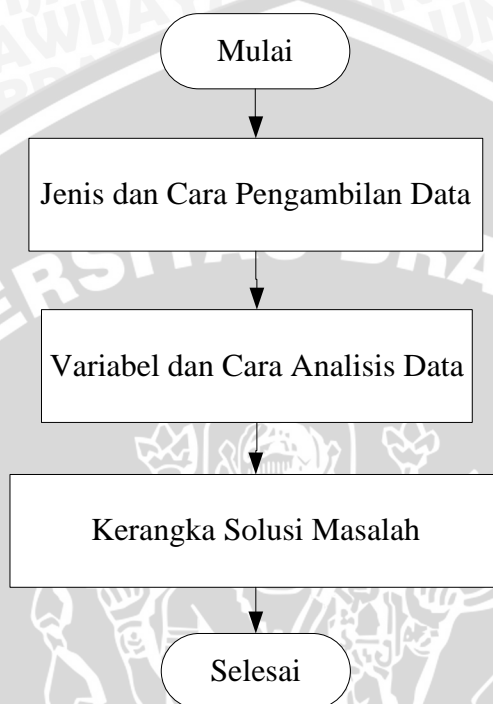 Mulai
Jenis dan Cara Pengambilan Data
Variabel dan Cara Analisis Data
Kerangka Solusi Masalah
Selesai